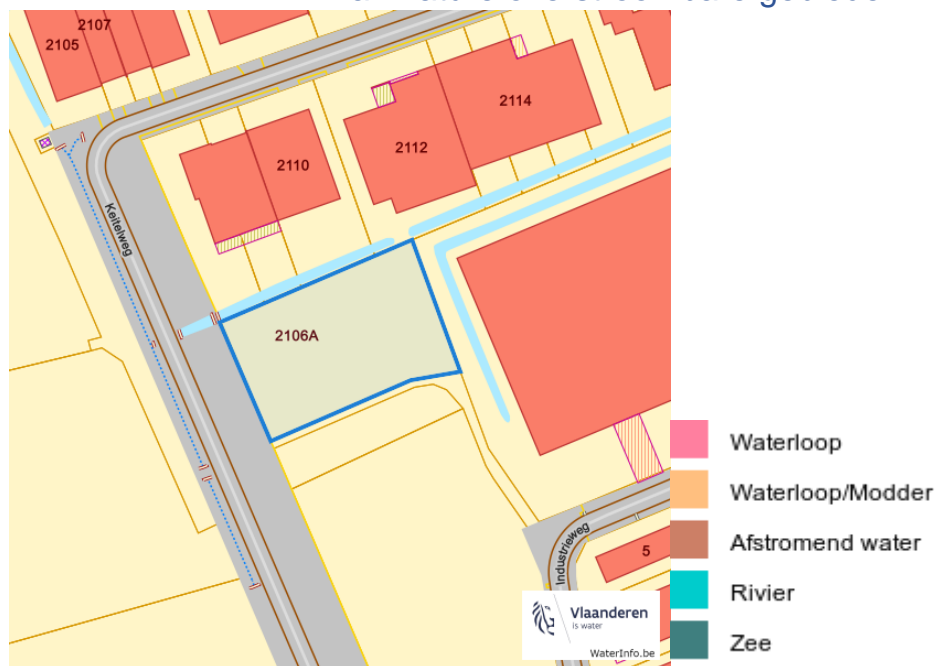 2107
2105
2114
2112
2110
Keitelweg
2106A
Industrieweg
5
Vlaanderen
is water
WaterInfo.be
Waterloop
Waterloop/Modder
Afstromend water
Rivier
Zee